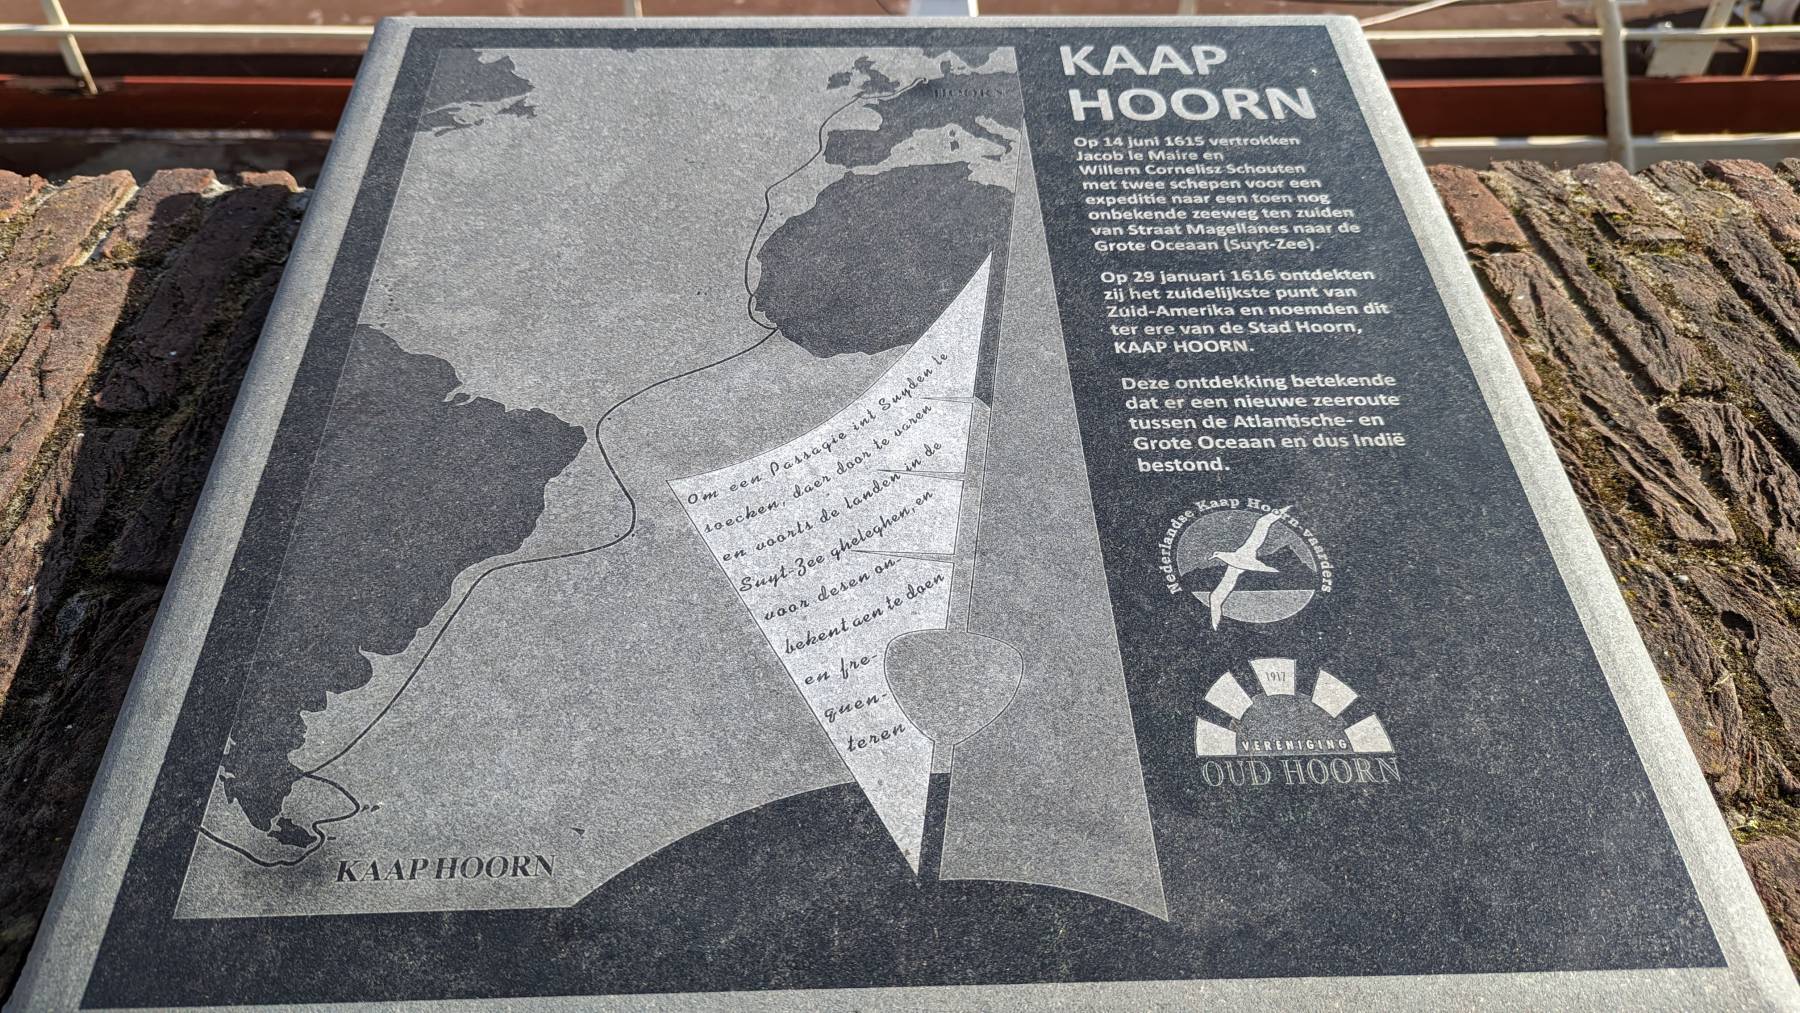 HOORN
KAAP
HOORN
Op 14 juni 1615 vertrokken
Jacob le Maire en
Willem Cornelisz Schouten
met twee schepen voor een
expeditie naar een toen nog
onbekende zeeweg ten zuiden
van Straat Magellanes naar de
Grote Oceaan (Suyt-Zee).
Op 29 januari 1616 ontdekten
zij het zuidelijkste punt van
Zuid-Amerika en noemden dit
ter ere van de Stad Hoorn,
KAAP HOORN.
Deze ontdekking betekende
dat er een nieuwe zeeroute
tussen de Atlantische- en
Grote Oceaan en dus Indië
bestond.
Om een Passagie int Suyden te
soecken, daer door te varen
en voorts de landen in de
Suyt-Zee gheleghen, en
voor desen on-
bekent aen te doen
en fre-
quen-
teren
KAAP HOORN
Nederlandse Kaap Hoorn-vaarders
1917
VERENIGING
OUD HOORN